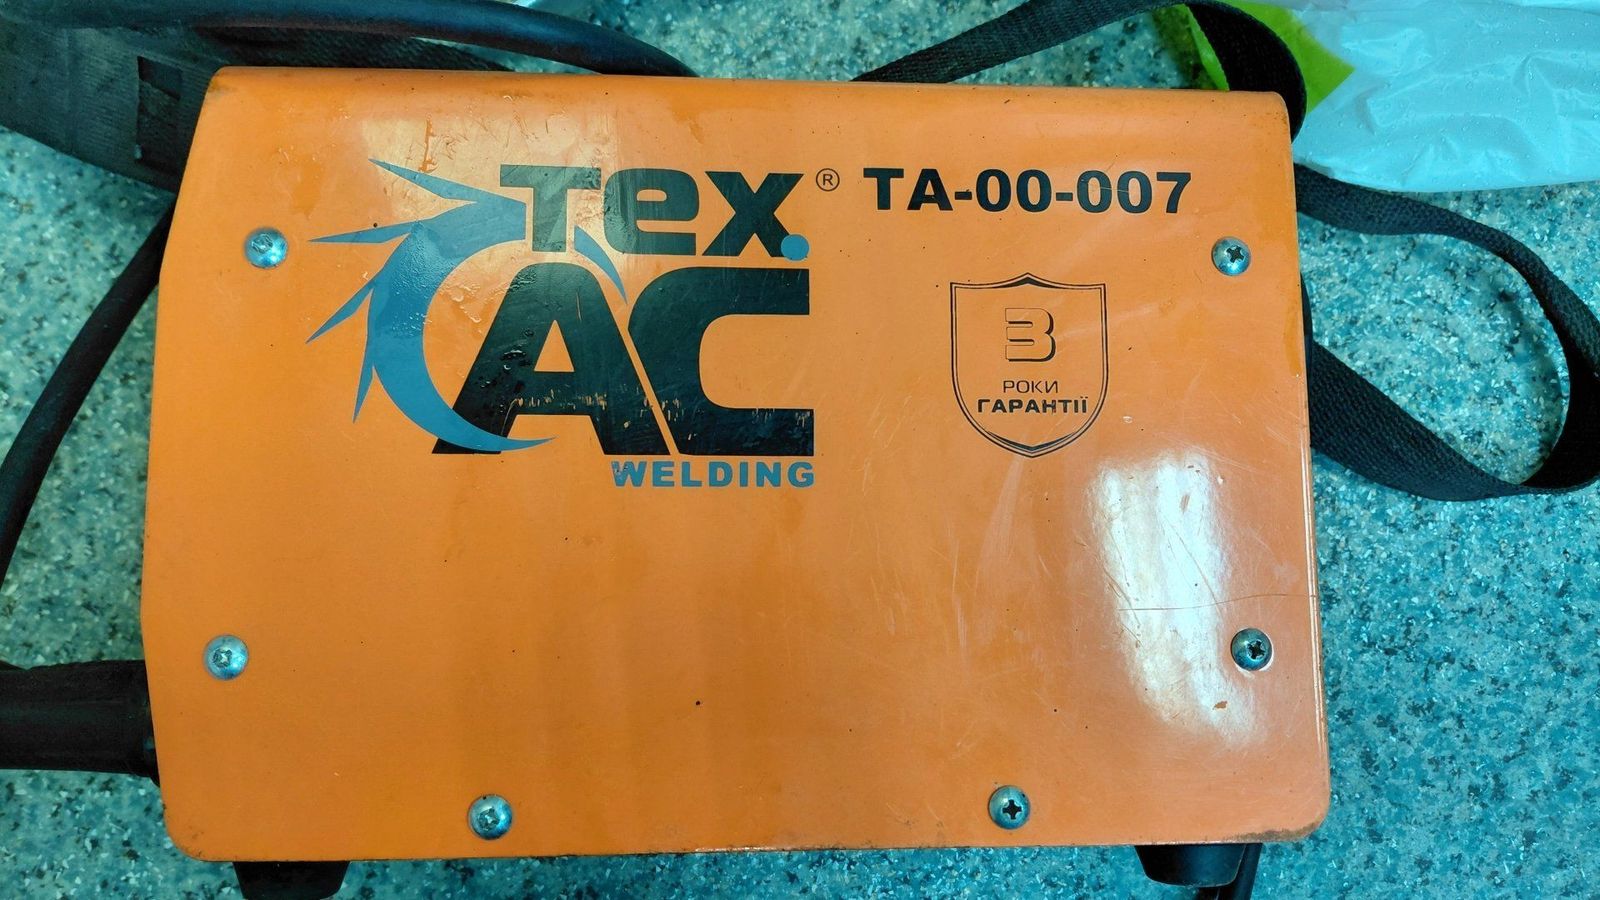 Tex.
AC
WELDING
® TA-00-007
3
РОКИ
ГАРАНТІЇ